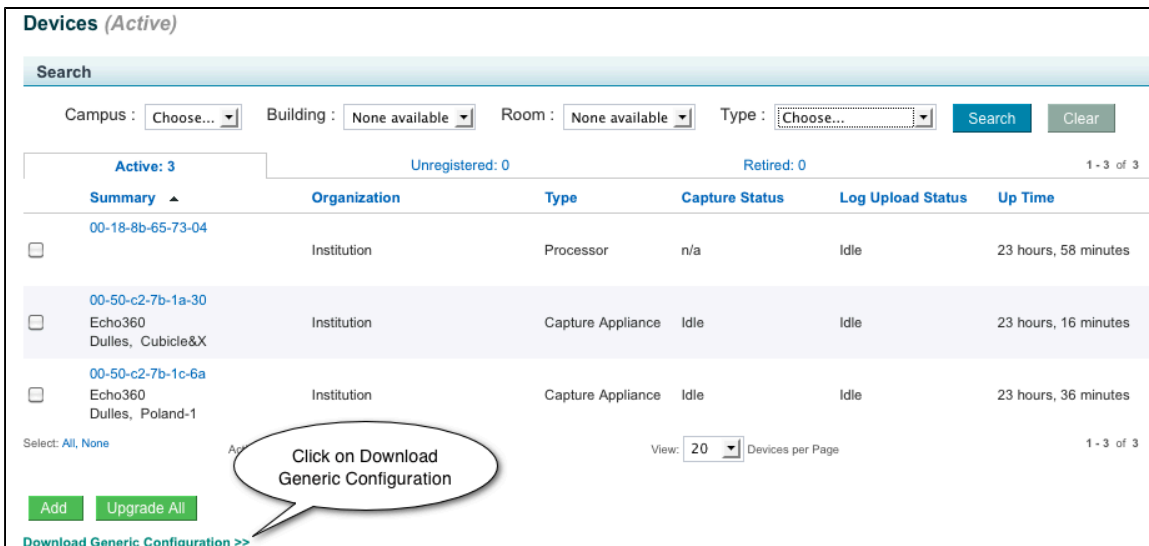 Devices (Active)
Search
Campus : Choose... Building : None available Room : None available Type : Choose... Search Clear
Active: 3 Unregistered: 0 Retired: 0 1 - 3 of 3
Summary Organization Type Capture Status Log Upload Status Up Time
00-18-8b-65-73-04
Institution Processor n/a Idle 23 hours, 58 minutes
00-50-c2-7b-1a-30
Echo360 Institution Capture Appliance Idle Idle 23 hours, 16 minutes
Dulles, Cubicle&X
00-50-c2-7b-1c-6a
Echo360 Institution Capture Appliance Idle Idle 23 hours, 36 minutes
Dulles, Poland-1
Select: All, None View: 20 Devices per Page 1 - 3 of 3
Click on Download
Generic Configuration
Add Upgrade All
Download Generic Configuration >>